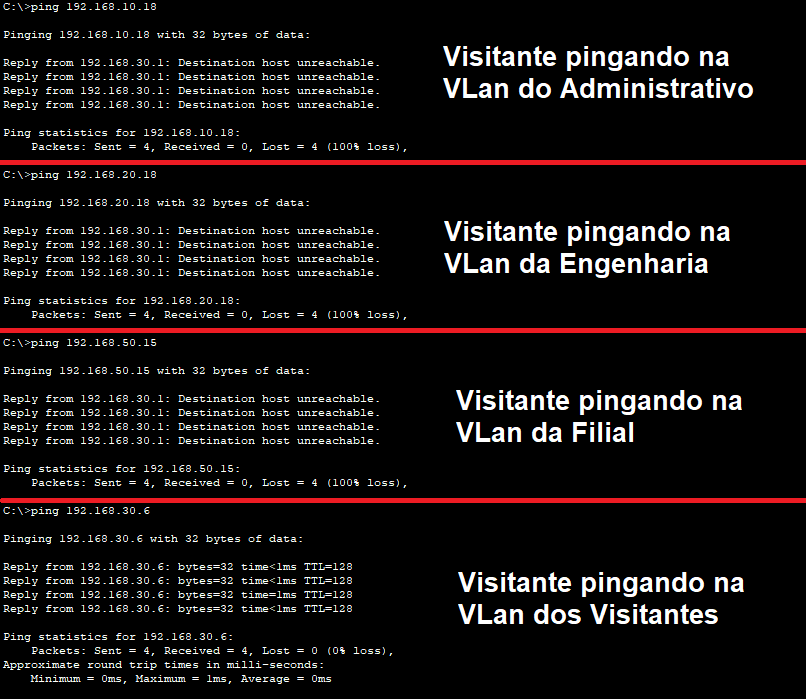 C:\>ping 192.168.10.18
Pinging 192.168.10.18 with 32 bytes of data:
Reply from 192.168.30.1: Destination host unreachable.
Reply from 192.168.30.1: Destination host unreachable.
Reply from 192.168.30.1: Destination host unreachable.
Reply from 192.168.30.1: Destination host unreachable.
Ping statistics for 192.168.10.18:
Packets: Sent = 4, Received = 0, Lost = 4 (100% loss),
Visitante pingando na
VLan do Administrativo
C:\>ping 192.168.20.18
Pinging 192.168.20.18 with 32 bytes of data:
Reply from 192.168.30.1: Destination host unreachable.
Reply from 192.168.30.1: Destination host unreachable.
Reply from 192.168.30.1: Destination host unreachable.
Reply from 192.168.30.1: Destination host unreachable.
Ping statistics for 192.168.20.18:
Packets: Sent = 4, Received = 0, Lost = 4 (100% loss),
Visitante pingando na
VLan da Engenharia
C:\>ping 192.168.50.15
Pinging 192.168.50.15 with 32 bytes of data:
Reply from 192.168.30.1: Destination host unreachable.
Reply from 192.168.30.1: Destination host unreachable.
Reply from 192.168.30.1: Destination host unreachable.
Reply from 192.168.30.1: Destination host unreachable.
Ping statistics for 192.168.50.15:
Packets: Sent = 4, Received = 0, Lost = 4 (100% loss),
Visitante pingando na
VLan da Filial
C:\>ping 192.168.30.6
Pinging 192.168.30.6 with 32 bytes of data:
Reply from 192.168.30.6: bytes=32 time<1ms TTL=128
Reply from 192.168.30.6: bytes=32 time<1ms TTL=128
Reply from 192.168.30.6: bytes=32 time=1ms TTL=128
Reply from 192.168.30.6: bytes=32 time<1ms TTL=128
Ping statistics for 192.168.30.6:
Packets: Sent = 4, Received = 4, Lost = 0 (0% loss),
Approximate round trip times in milli-seconds:
Minimum = 0ms, Maximum = 1ms, Average = 0ms
Visitante pingando na
VLan dos Visitantes